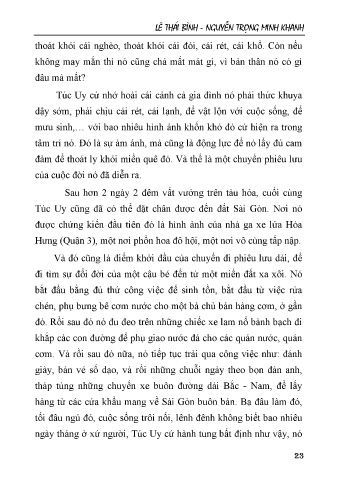 LÊ THÁI BÌNH - NGUYỄN TRỌNG MINH KHANH
thoát khỏi cái nghèo, thoát khỏi cái đói, cái rét, cái khổ. Còn nếu
không may mắn thì nó cũng chả mất mát gì, vì bản thân nó có gì
đâu mà mất?
Túc Uy cứ nhớ hoài cái cảnh cả gia đình nó phải thức khuya
dậy sớm, phải chịu cái rét, cái lạnh, để vật lộn với cuộc sống, để
mưu sinh,… với bao nhiêu hình ảnh khốn khó đó cứ hiện ra trong
tâm trí nó. Đó là sự ám ảnh, mà cũng là động lực để nó lấy đủ can
đảm để thoát ly khỏi miền quê đó. Và thế là một chuyến phiêu lưu
của cuộc đời nó đã diễn ra.
Sau hơn 2 ngày 2 đêm vất vưởng trên tàu hỏa, cuối cùng
Túc Uy cũng đã có thể đặt chân được đến đất Sài Gòn. Nơi nó
được chứng kiến đầu tiên đó là hình ảnh của nhà ga xe lửa Hòa
Hưng (Quận 3), một nơi phồn hoa đô hội, một nơi vô cùng tấp nập.
Và đó cũng là điểm khởi đầu của chuyến đi phiêu lưu dài, để
đi tìm sự đổi đời của một cậu bé đến từ một miền đất xa xôi. Nó
bắt đầu bằng đủ thứ công việc để sinh tồn, bắt đầu từ việc rửa
chén, phụ bưng bê cơm nước cho một bà chủ bán hàng cơm, ở gần
đó. Rồi sau đó nó đu đeo trên những chiếc xe lam nổ bành bạch đi
khắp các con đường để phụ giao nước đá cho các quán nước, quán
cơm. Và rồi sau đó nữa, nó tiếp tục trải qua công việc như: đánh
giày, bán vé số dạo, và rồi những chuỗi ngày theo bọn đàn anh,
tháp tùng những chuyến xe buôn đường dài Bắc - Nam, để lấy
hàng từ các cửa khẩu mang về Sài Gòn buôn bán. Bạ đâu làm đó,
tối đâu ngủ đó, cuộc sống trôi nổi, lênh đênh không biết bao nhiêu
ngày tháng ở xứ người, Túc Uy cứ hành tung bất định như vậy, nó
23